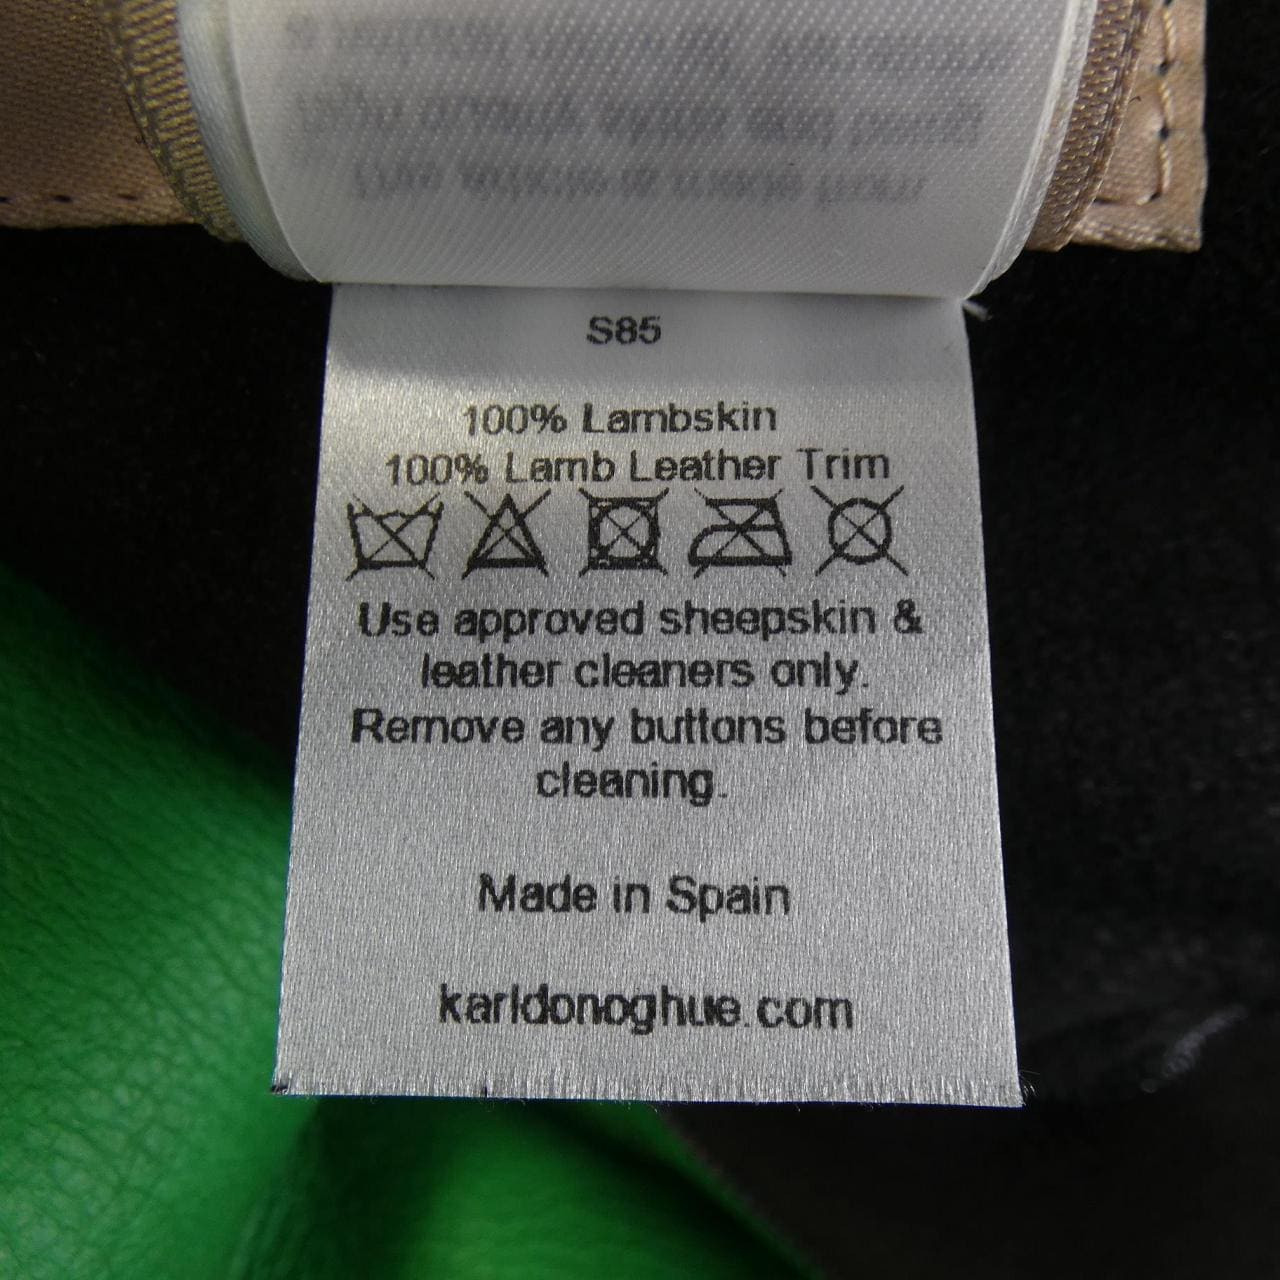 S85
100% Lambskin
100% Lamb Leather Trim
Use approved sheepskin &
leather cleaners only.
Remove any buttons before
cleaning.
Made in Spain
karldonoghue.com